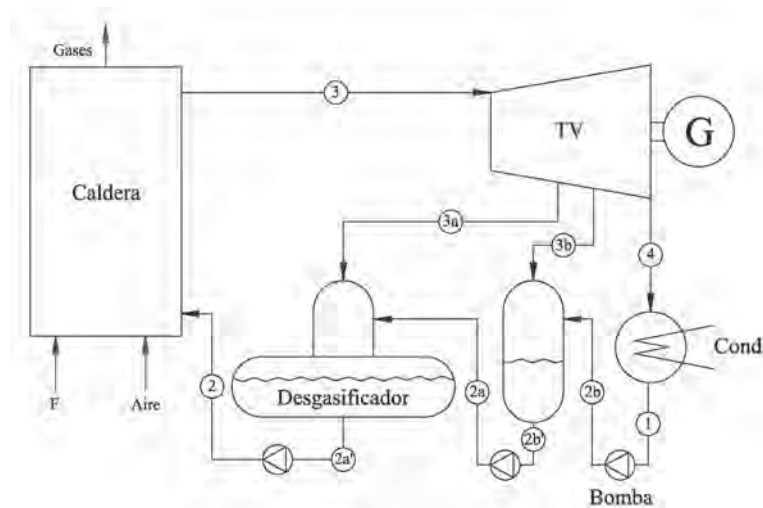 Gases
3
TV
G
Caldera
3a
3b
4
Cond
2
Desgasificador
2a
2b
1
F
Aire
2a'
2b'
Bomba